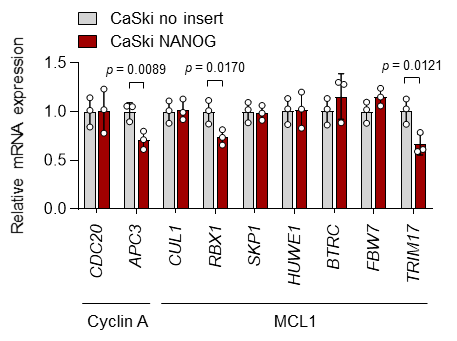 CaSki no insert
CaSki NANOG
Relative mRNA expression
1.5
1.0
0.5
0.0
p = 0.0089
p = 0.0170
p = 0.0121
CDC20
APC3
CUL1
RBX1
SKP1
HUWE1
BTRC
FBW7
TRIM17
Cyclin A
MCL1